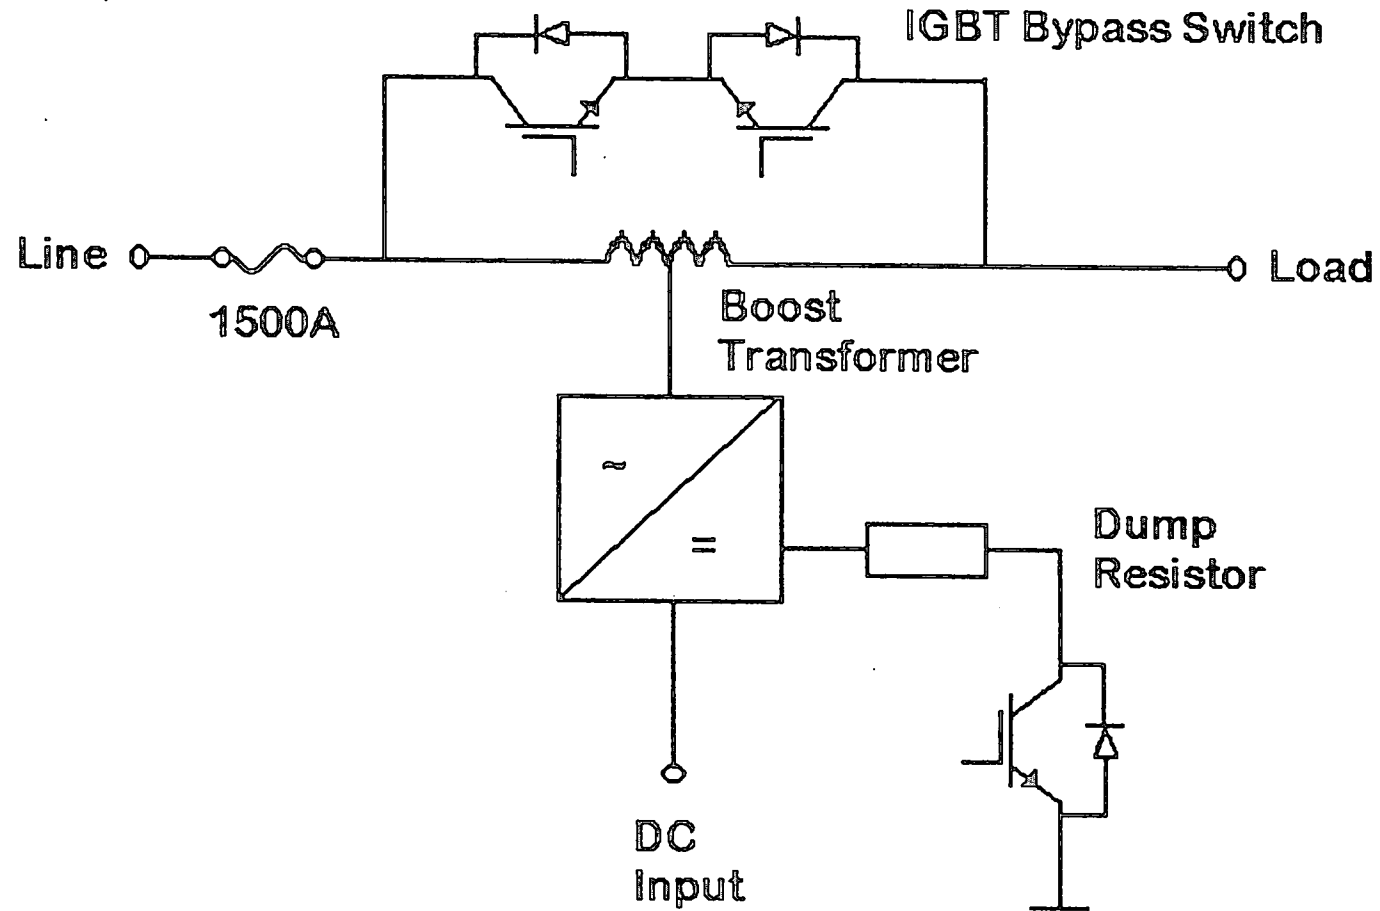 IGBT Bypass Switch
Line
Load
1500A
Boost
Transformer
~
=
Dump
Resistor
DC
Input